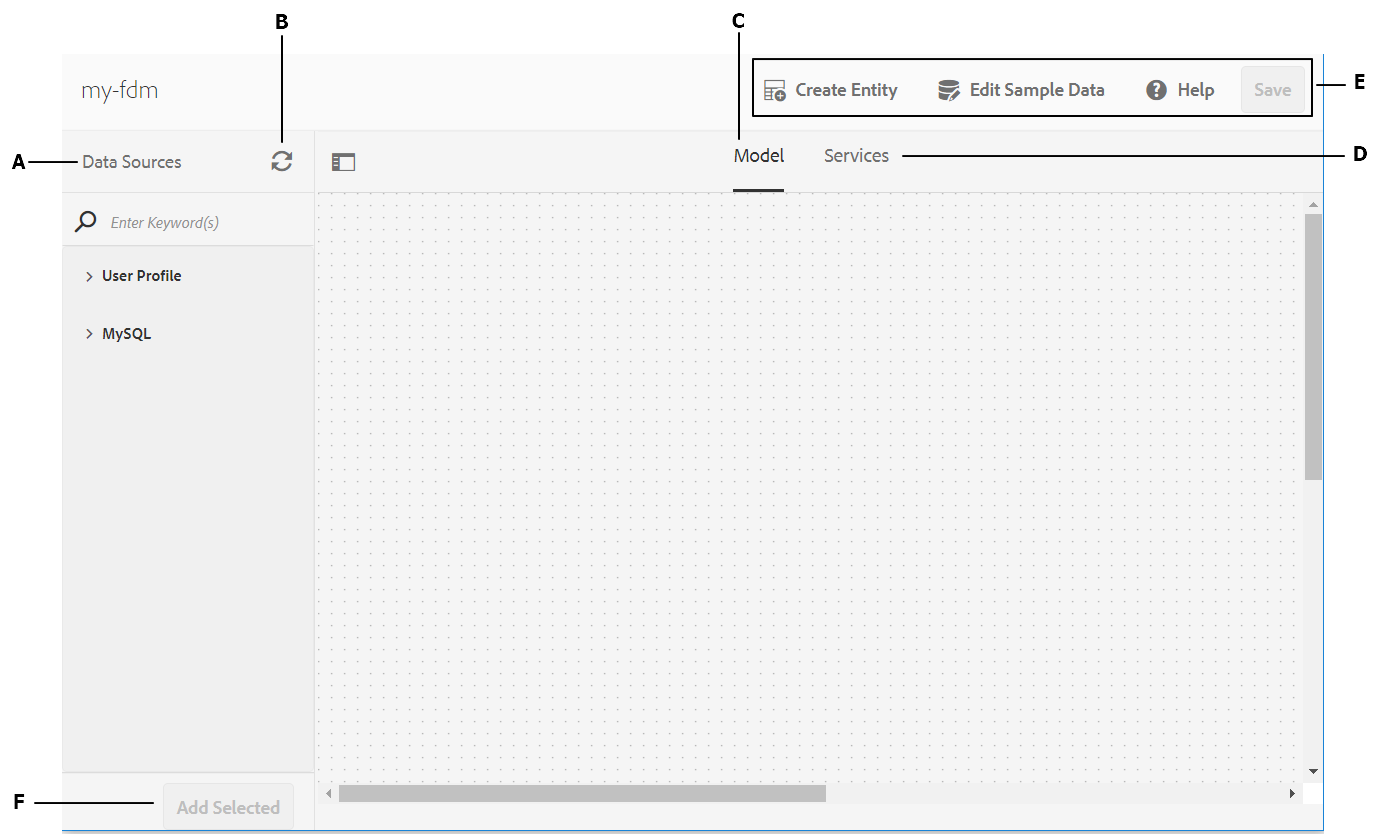 B
C
my-fdm
Create Entity
Edit Sample Data
Help
Save
E
A
Data Sources
Model
Services
D
Enter Keyword(s)
User Profile
MySQL
F
Add Selected